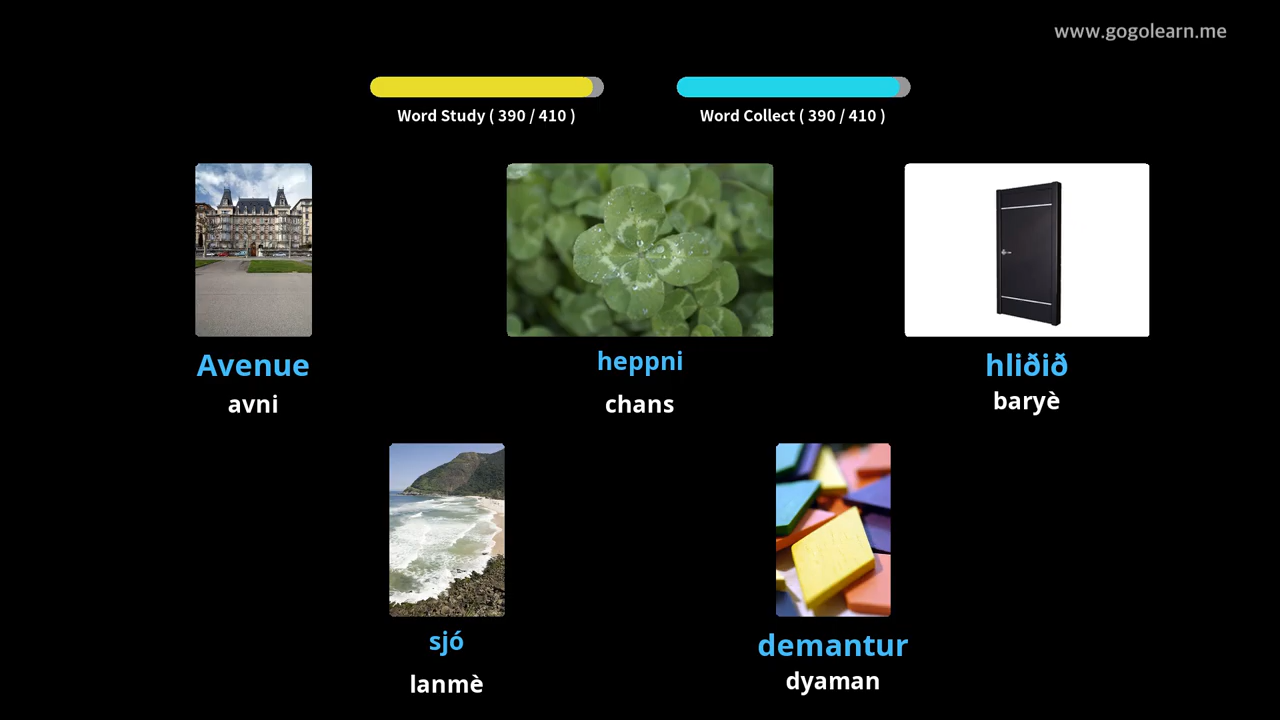 www.gogolearn.me
Word Study ( 390 / 410 )
Word Collect ( 390 / 410 )
Avenue
avni
heppni
chans
hliðið
baryè
sjó
lanmè
demantur
dyaman